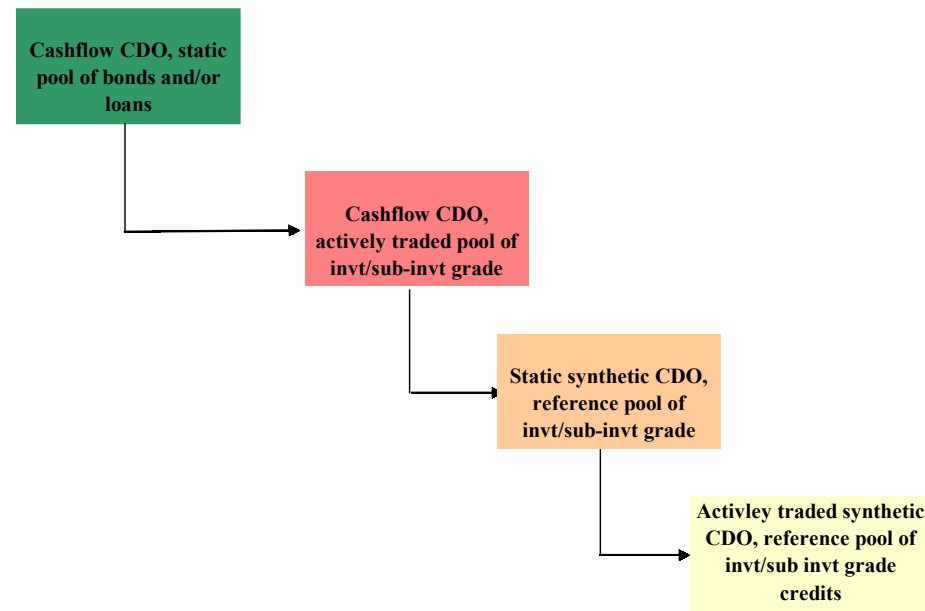 Cashflow CDO, static
pool of bonds and/or
loans
Cashflow CDO,
actively traded pool of
invt/sub-invt grade
Static synthetic CDO,
reference pool of
invt/sub-invt grade
Activley traded synthetic
CDO, reference pool of
invt/sub invt grade
credits